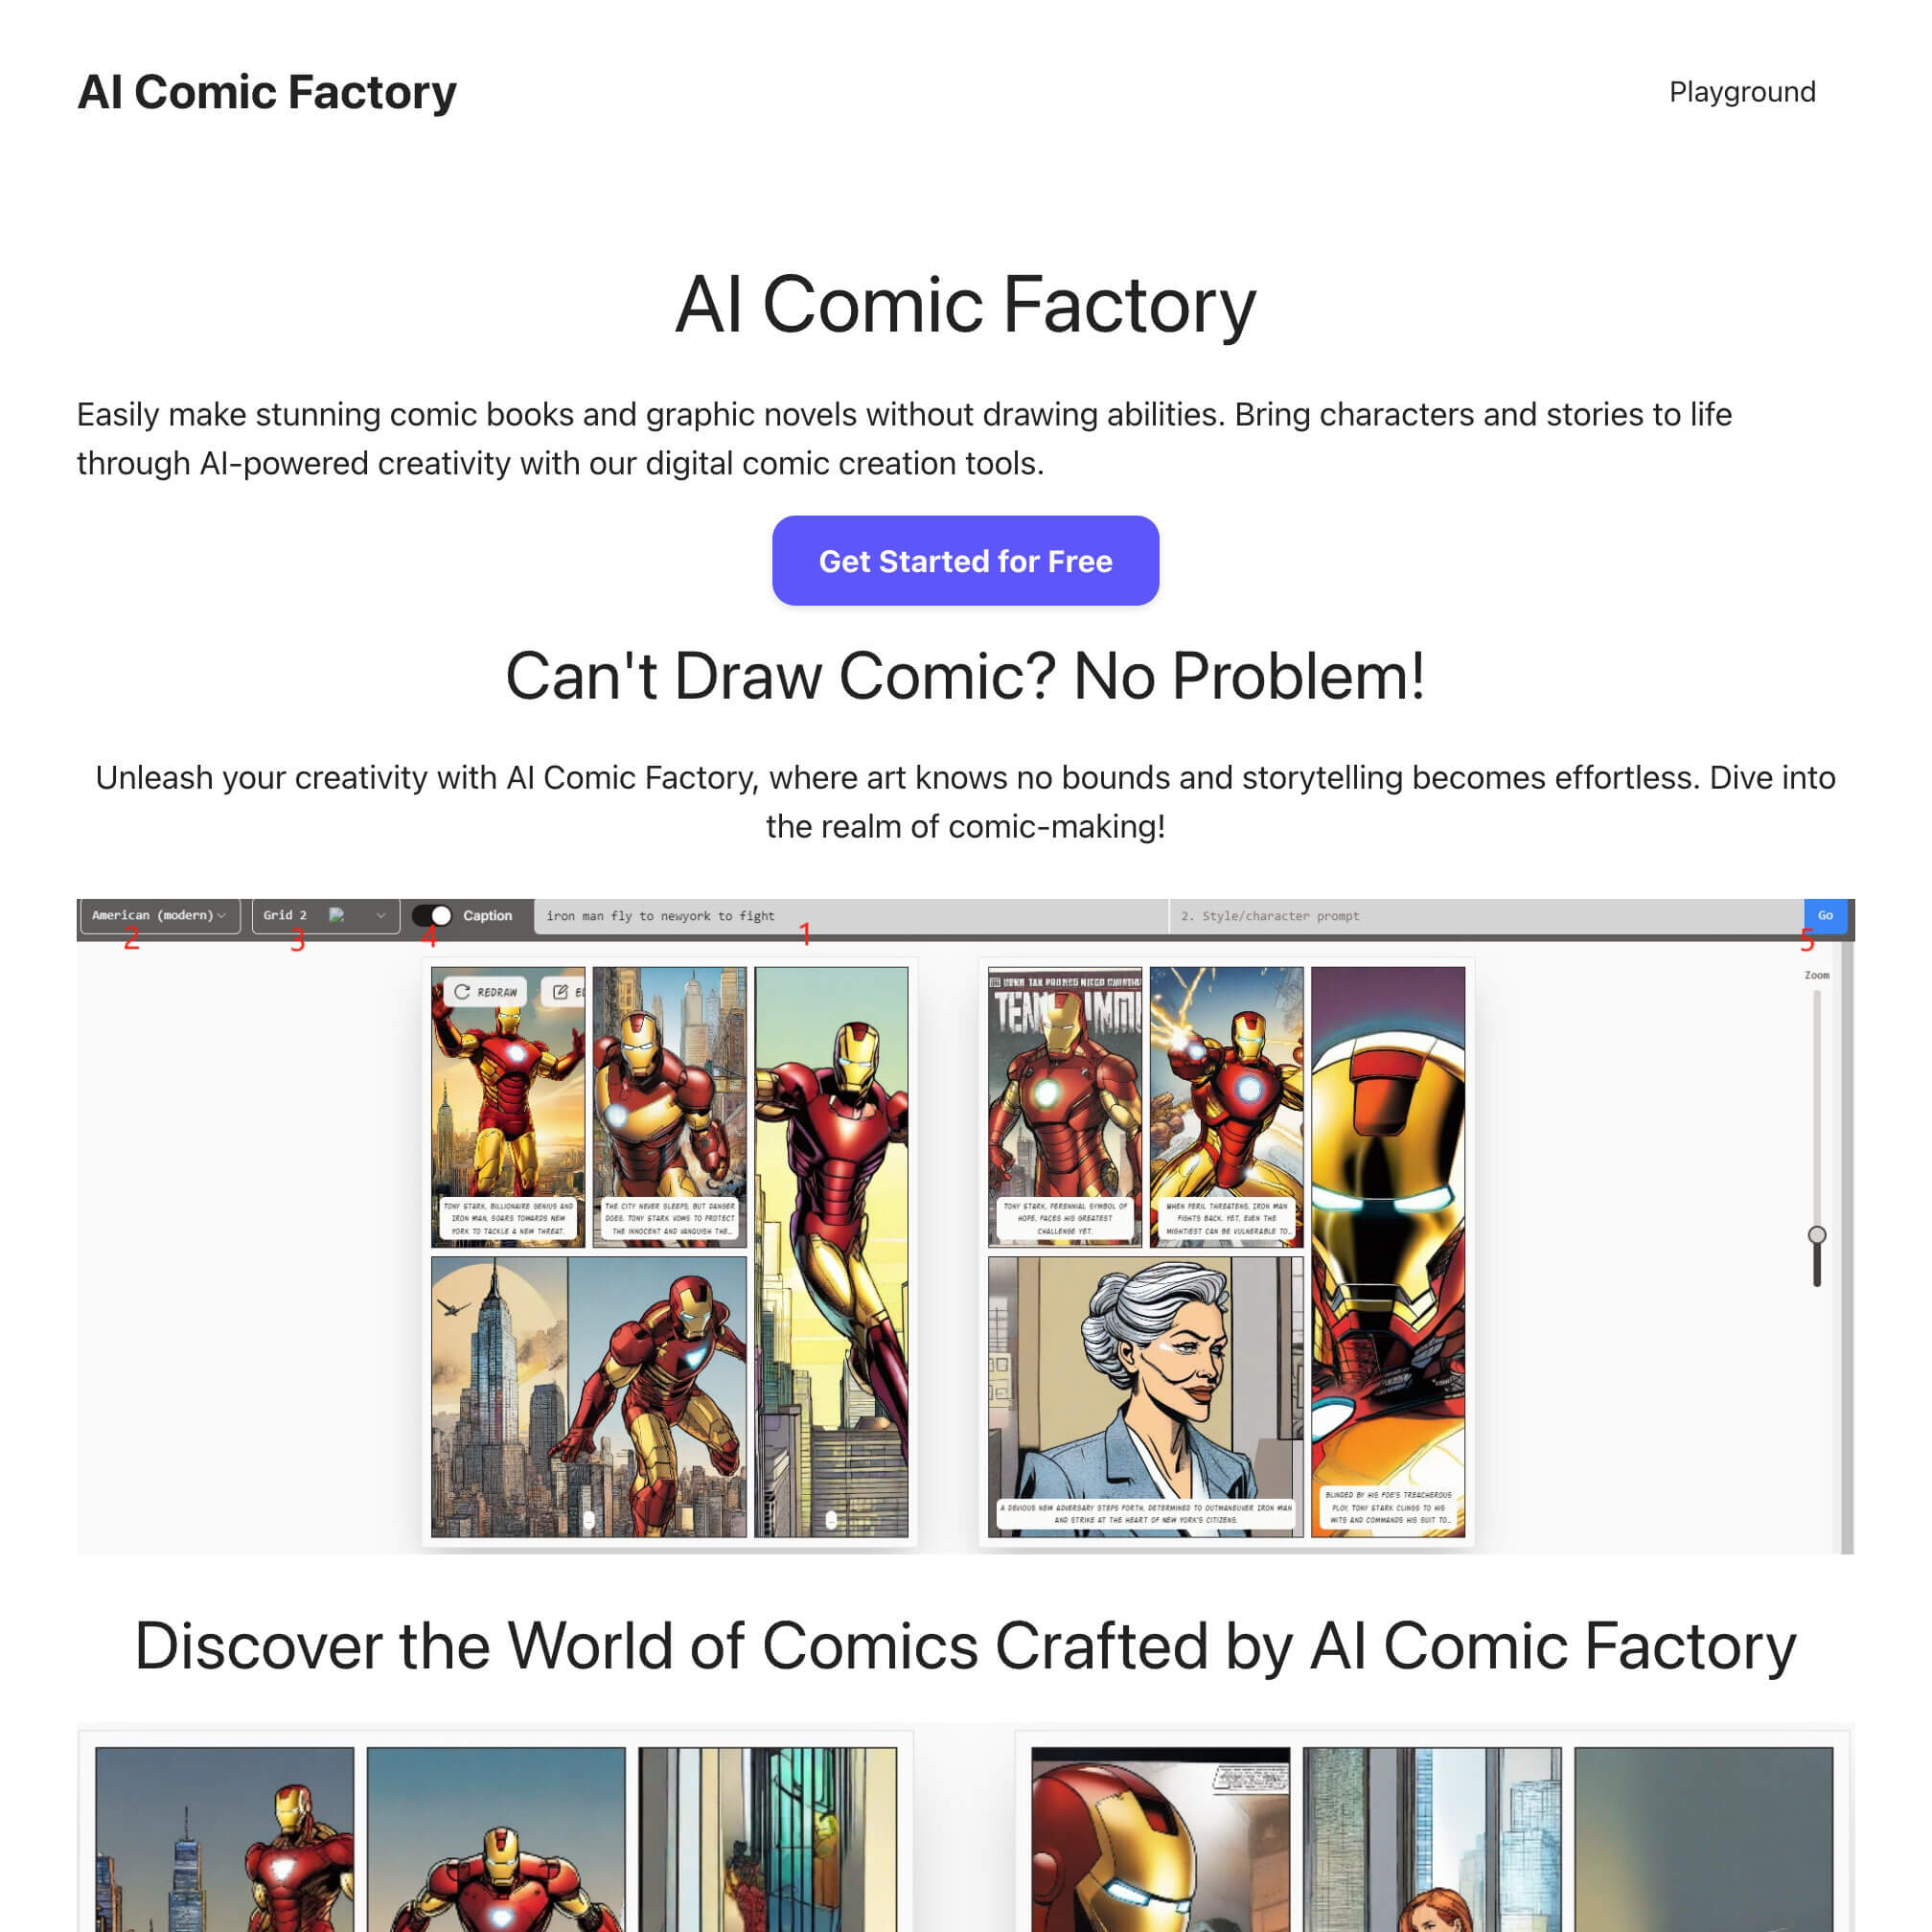 AI Comic Factory
Playground
AI Comic Factory
Easily make stunning comic books and graphic novels without drawing abilities. Bring characters and stories to life
through AI-powered creativity with our digital comic creation tools.
Get Started for Free
Can't Draw Comic? No Problem!
Unleash your creativity with AI Comic Factory, where art knows no bounds and storytelling becomes effortless. Dive into
the realm of comic-making!
American (modern)
Grid 2
Caption
iron man fly to newyork to fight
2. Style/character prompt
Go
2
3
4
1
5
Zoom
REDRAW
TONY STARK, BILLIONAIRE GENIUS AND
IRON MAN, SOARS TOWARDS NEW
YORK TO TACKLE A NEW THREAT.
THE CITY NEVER SLEEPS, BUT DANGER
DOES. TONY STARK VOWS TO PROTECT
THE INNOCENT AND VANQUISH THE...
TONY STARK, PERENNIAL SYMBOL OF
HOPE, FACES HIS GREATEST
CHALLENGE YET.
WHEN PERIL THREATENS, IRON MAN
FIGHTS BACK. YET, EVEN THE
MIGHTIEST CAN BE VULNERABLE TO...
A DEVIOUS NEW ADVERSARY STEPS FORTH, DETERMINED TO OUTMANEUVER IRON MAN
AND STRIKE AT THE HEART OF NEW YORK'S CITIZENS.
BLINDED BY HIS FOE'S TREACHEROUS
PLOY, TONY STARK CLINGS TO HIS
WITS AND COMMANDS HIS SUIT TO...
Discover the World of Comics Crafted by AI Comic Factory